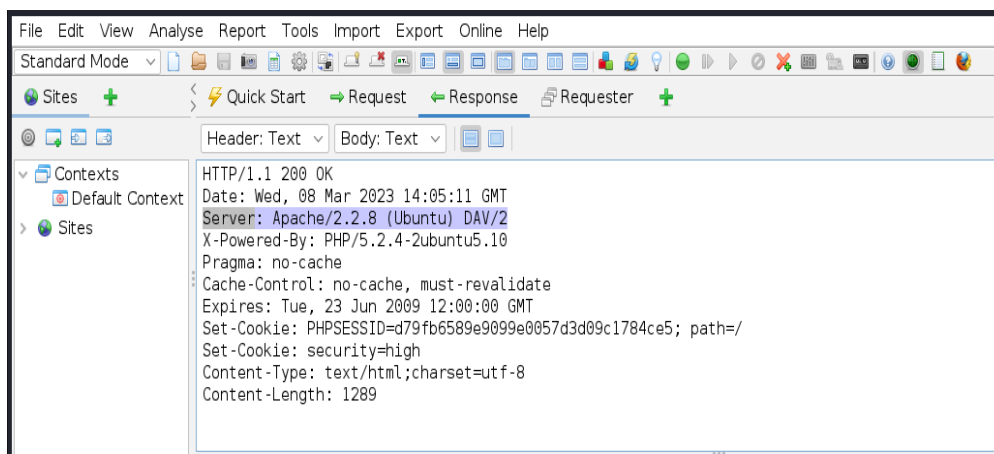 File Edit View Analyse Report Tools Import Export Online Help
Standard Mode
Sites Quick Start Request Response Requester
Header: Text Body: Text
Contexts
Default Context
Sites
HTTP/1.1 200 OK
Date: Wed, 08 Mar 2023 14:05:11 GMT
Server: Apache/2.2.8 (Ubuntu) DAV/2
X-Powered-By: PHP/5.2.4-2ubuntu5.10
Pragma: no-cache
Cache-Control: no-cache, must-revalidate
Expires: Tue, 23 Jun 2009 12:00:00 GMT
Set-Cookie: PHPSESSID=d79fb6589e9099e0057d3d09c1784ce5; path=/
Set-Cookie: security=high
Content-Type: text/html;charset=utf-8
Content-Length: 1289